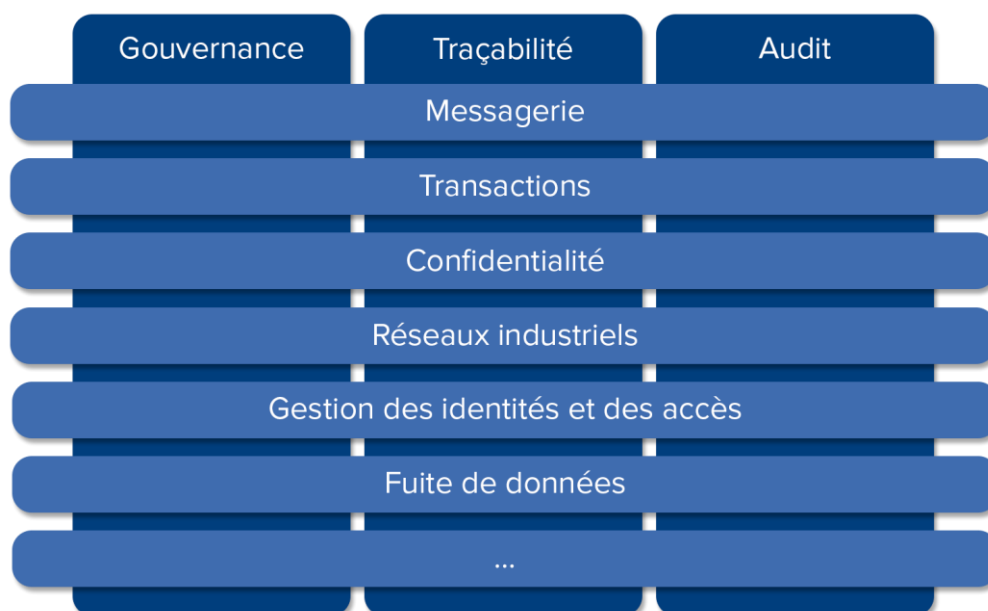 Gouvernance Traçabilité Audit
Messagerie
Transactions
Confidentialité
Réseaux industriels
Gestion des identités et des accès
Fuite de données
...